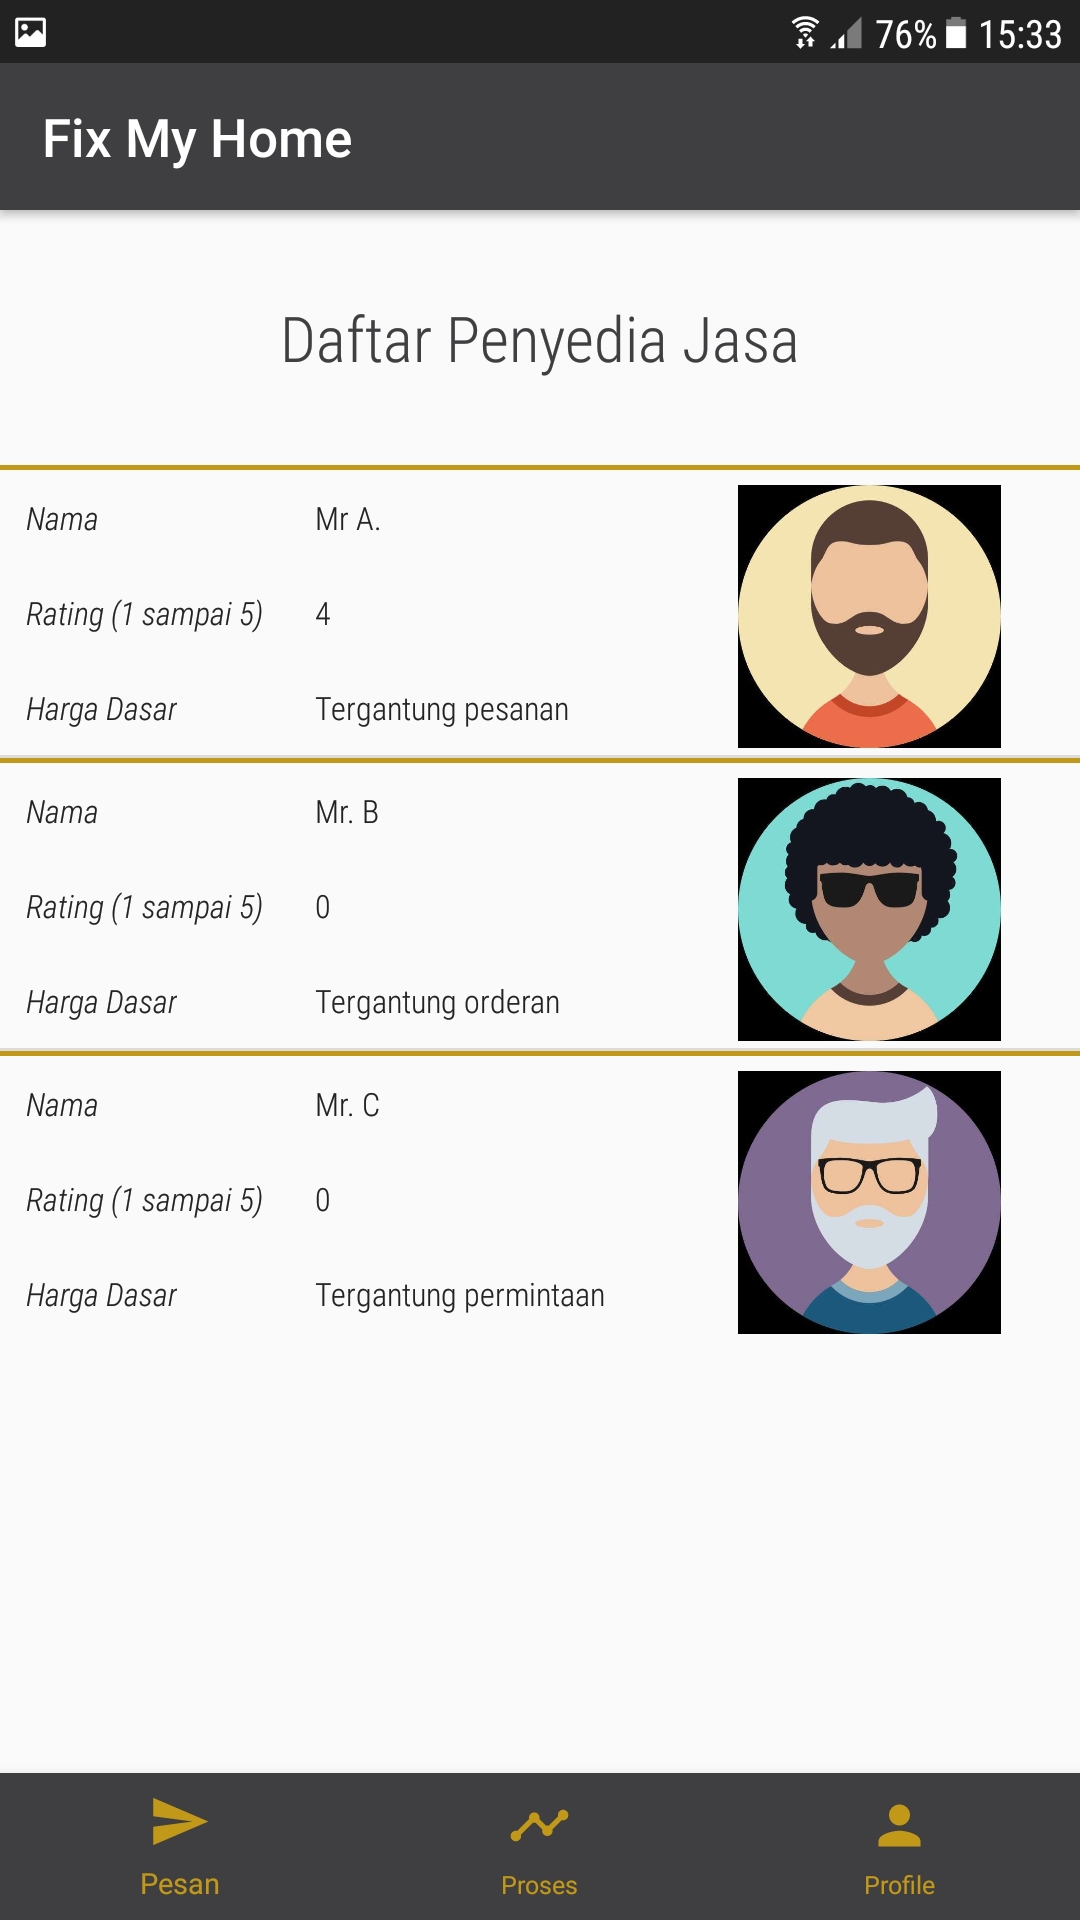 76% 15:33
Fix My Home
Daftar Penyedia Jasa
Nama Mr A.
Rating (1 sampai 5) 4
Harga Dasar Tergantung pesanan
Nama Mr. B
Rating (1 sampai 5) 0
Harga Dasar Tergantung orderan
Nama Mr. C
Rating (1 sampai 5) 0
Harga Dasar Tergantung permintaan
Pesan Proses Profile